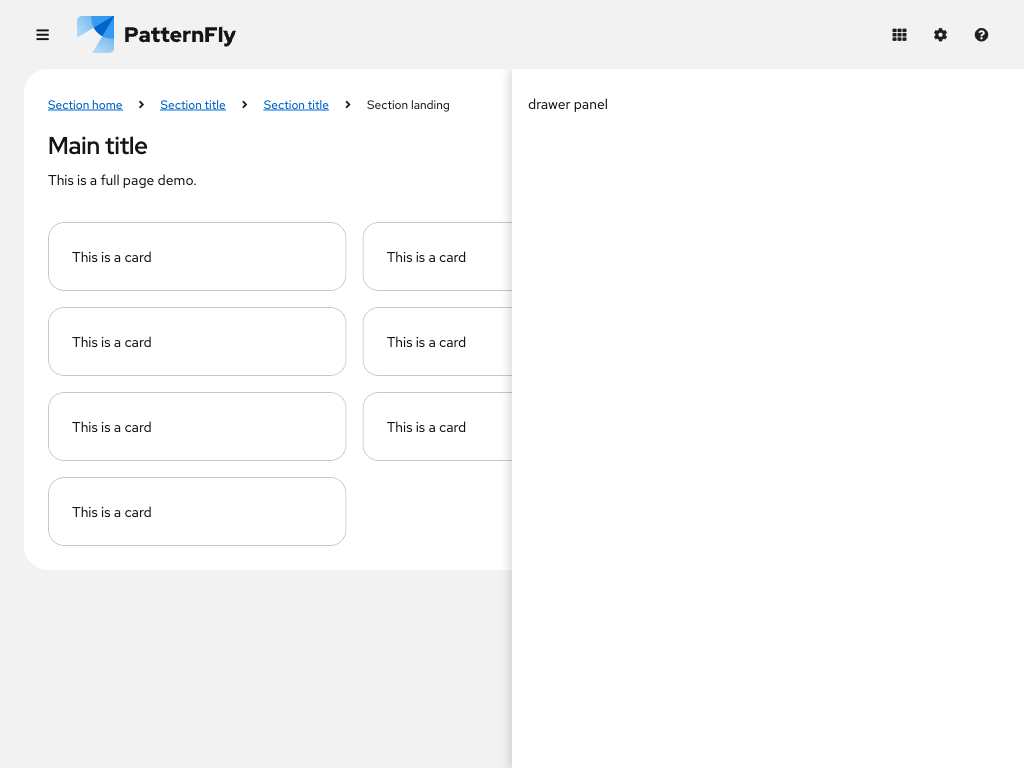 PatternFly
Section home Section title Section title Section landing
drawer panel
Main title
This is a full page demo.
This is a card This is a card
This is a card This is a card
This is a card This is a card
This is a card